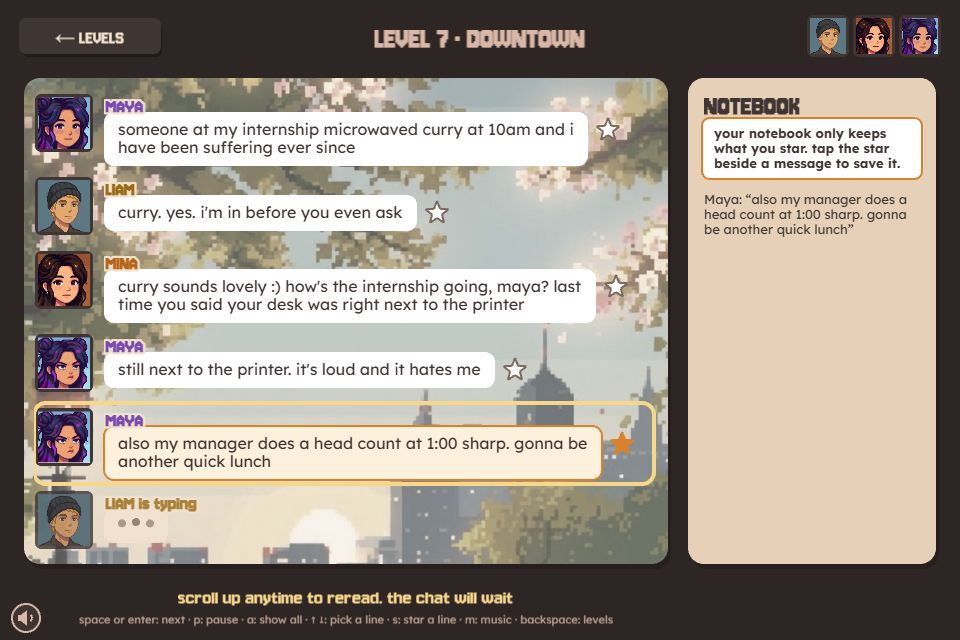 ← LEVELS
LEVEL 7 · DOWNTOWN
MAYA
someone at my internship microwaved curry at 10am and i
have been suffering ever since
LIAM
curry. yes. i'm in before you even ask
MINA
curry sounds lovely :) how's the internship going, maya? last
time you said your desk was right next to the printer
MAYA
still next to the printer. it's loud and it hates me
MAYA
also my manager does a head count at 1:00 sharp. gonna be
another quick lunch
LIAM is typing
NOTEBOOK
your notebook only keeps
what you star. tap the star
beside a message to save it.
Maya: “also my manager does a
head count at 1:00 sharp. gonna
be another quick lunch”
scroll up anytime to reread. the chat will wait
space or enter: next · p: pause · a: show all · ↑ ↓: pick a line · s: star a line · m: music · backspace: levels